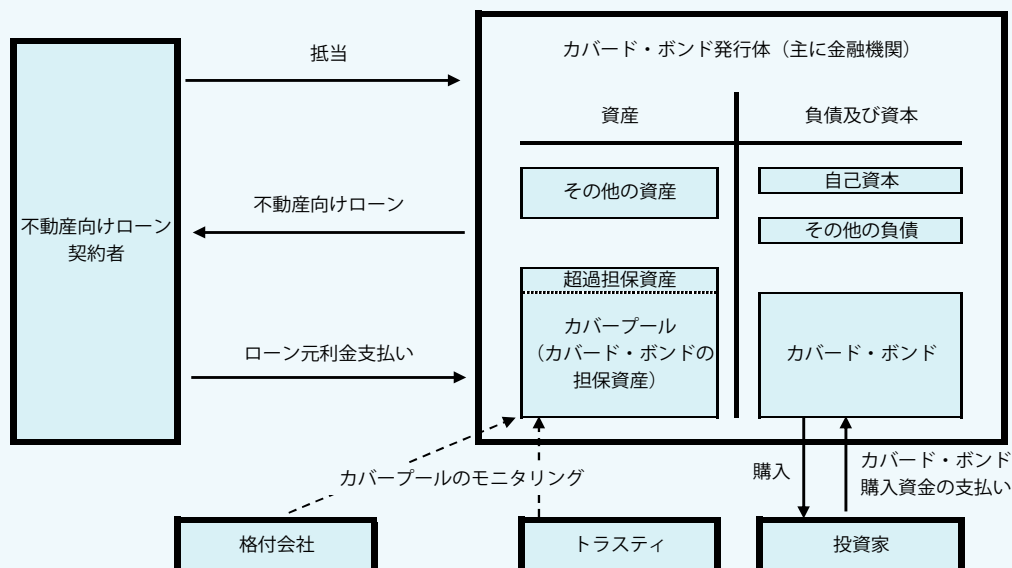 カバード・ボンド発行体（主に金融機関）
抵当
資産
負債及び資本
その他の資産
自己資本
不動産向けローン
その他の負債
不動産向けローン
契約者
超過担保資産
カバープール
（カバード・ボンドの
担保資産）
カバード・ボンド
ローン元利金支払い
カバープールのモニタリング
購入
カバード・ボンド
購入資金の支払い
格付会社
トラスティ
投資家